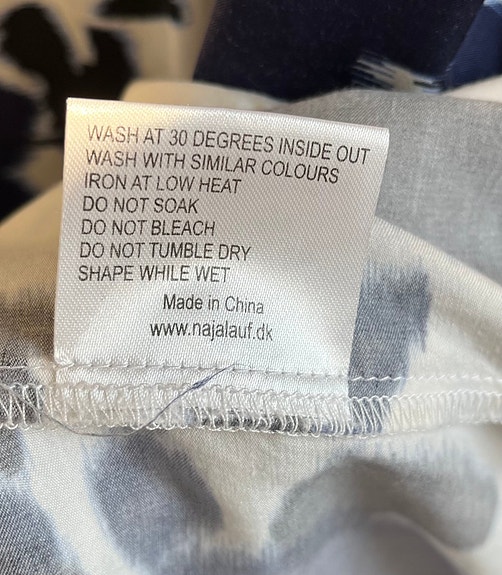 WASH AT 30 DEGREES INSIDE OUT
WASH WITH SIMILAR COLOURS
IRON AT LOW HEAT
DO NOT SOAK
DO NOT BLEACH
DO NOT TUMBLE DRY
SHAPE WHILE WET
Made in China
www.najalauf.dk